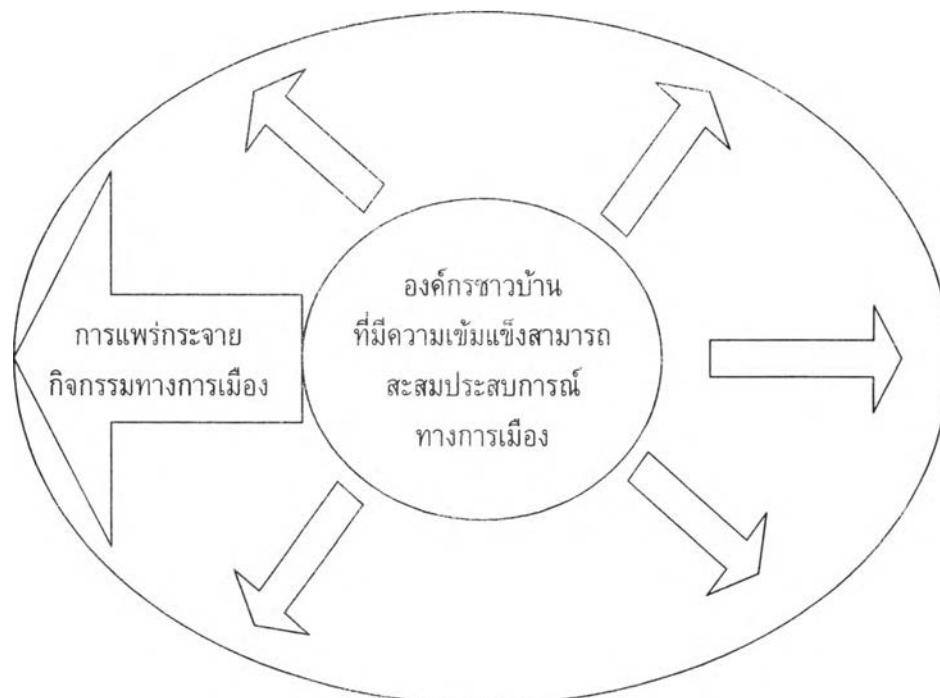 องค์กรชาวบ้าน
ที่มีความเข้มแข็งสามารถ
สะสมประสบการณ์
ทางการเมือง
การแพร่กระจาย
กิจกรรมทางการเมือง